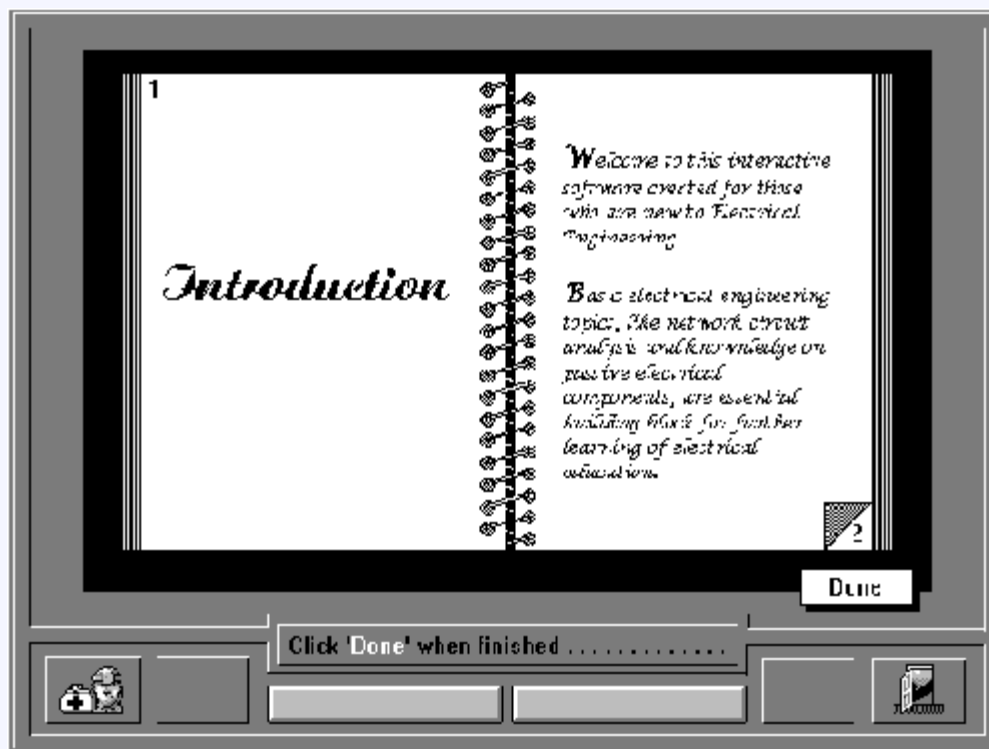 1
Introduction
Welcome to this interactive
software created for those
who are new to Electrical
Engineering
Basic electrical engineering
topics, like network circuit
analysis and knowledge on
passive electrical
components, are essential
building block for further
learning of electrical
education.
2
Done
Click 'Done' when finished . . . . . . . . . . . . .